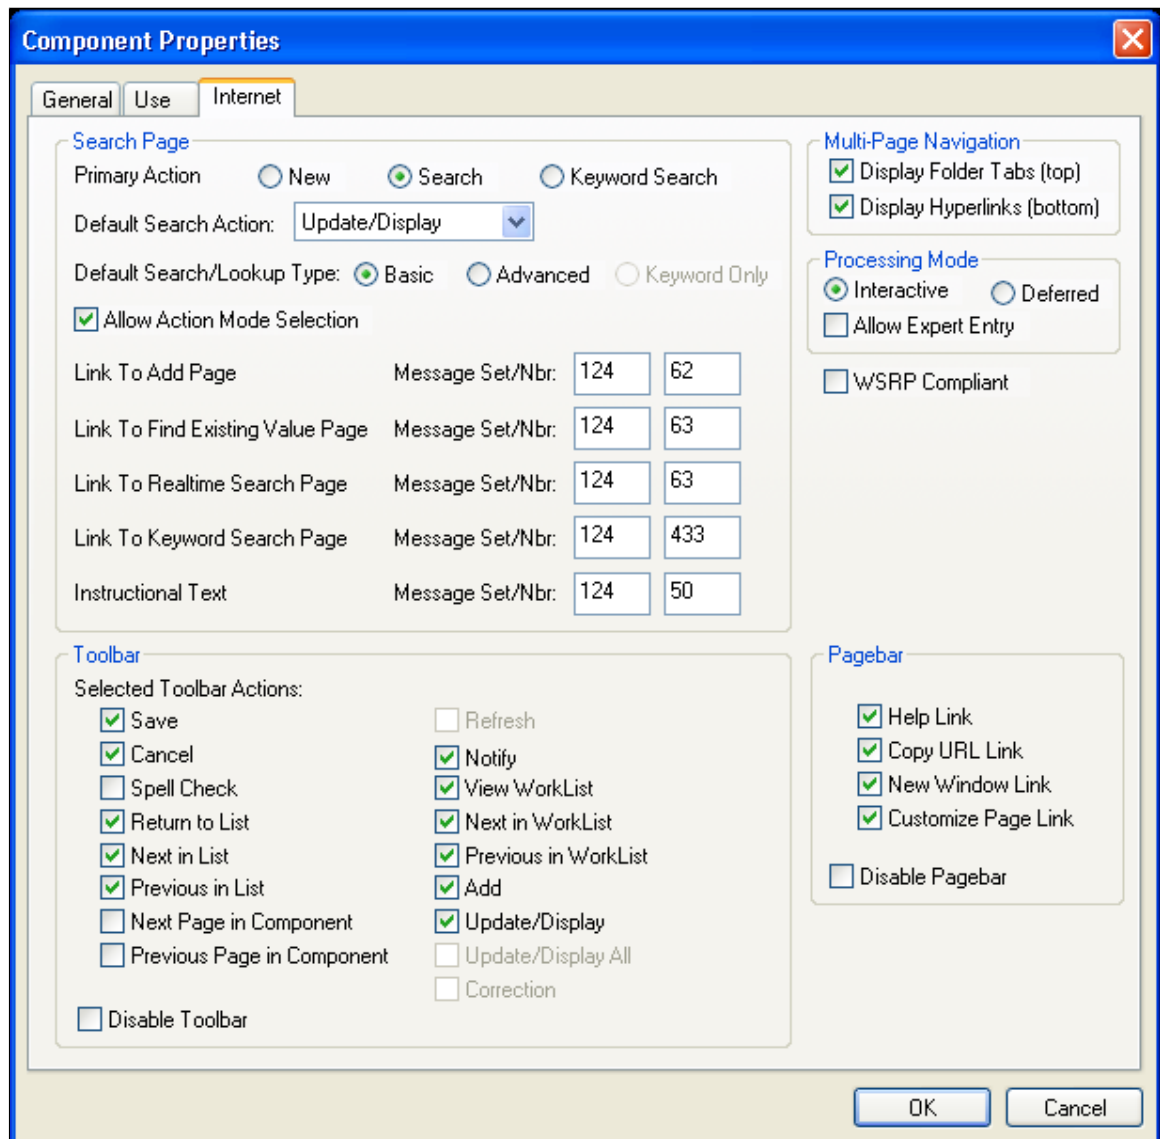 Component Properties
General Use Internet
Search Page
Primary Action New Search Keyword Search
Default Search Action: Update/Display
Default Search/Lookup Type: Basic Advanced Keyword Only
Allow Action Mode Selection
Link To Add Page Message Set/Nbr: 124 62
Link To Find Existing Value Page Message Set/Nbr: 124 63
Link To Realtime Search Page Message Set/Nbr: 124 63
Link To Keyword Search Page Message Set/Nbr: 124 433
Instructional Text Message Set/Nbr: 124 50
Multi-Page Navigation
Display Folder Tabs (top)
Display Hyperlinks (bottom)
Processing Mode
Interactive Deferred
Allow Expert Entry
WSRP Compliant
Toolbar
Selected Toolbar Actions:
Save
Cancel
Spell Check
Return to List
Next in List
Previous in List
Next Page in Component
Previous Page in Component
Refresh
Notify
View WorkList
Next in WorkList
Previous in WorkList
Add
Update/Display
Update/Display All
Correction
Disable Toolbar
Pagebar
Help Link
Copy URL Link
New Window Link
Customize Page Link
Disable Pagebar
OK Cancel